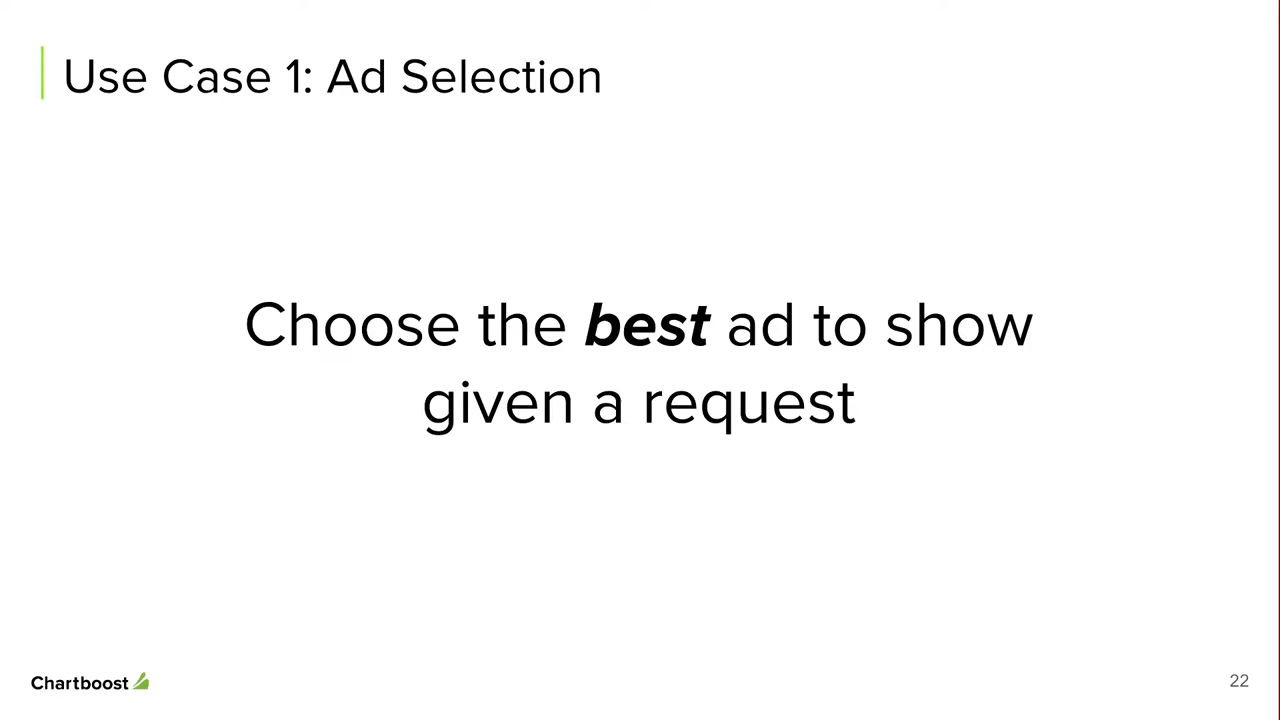 Use Case 1: Ad Selection
Choose the best ad to show
given a request
Chartboost
22